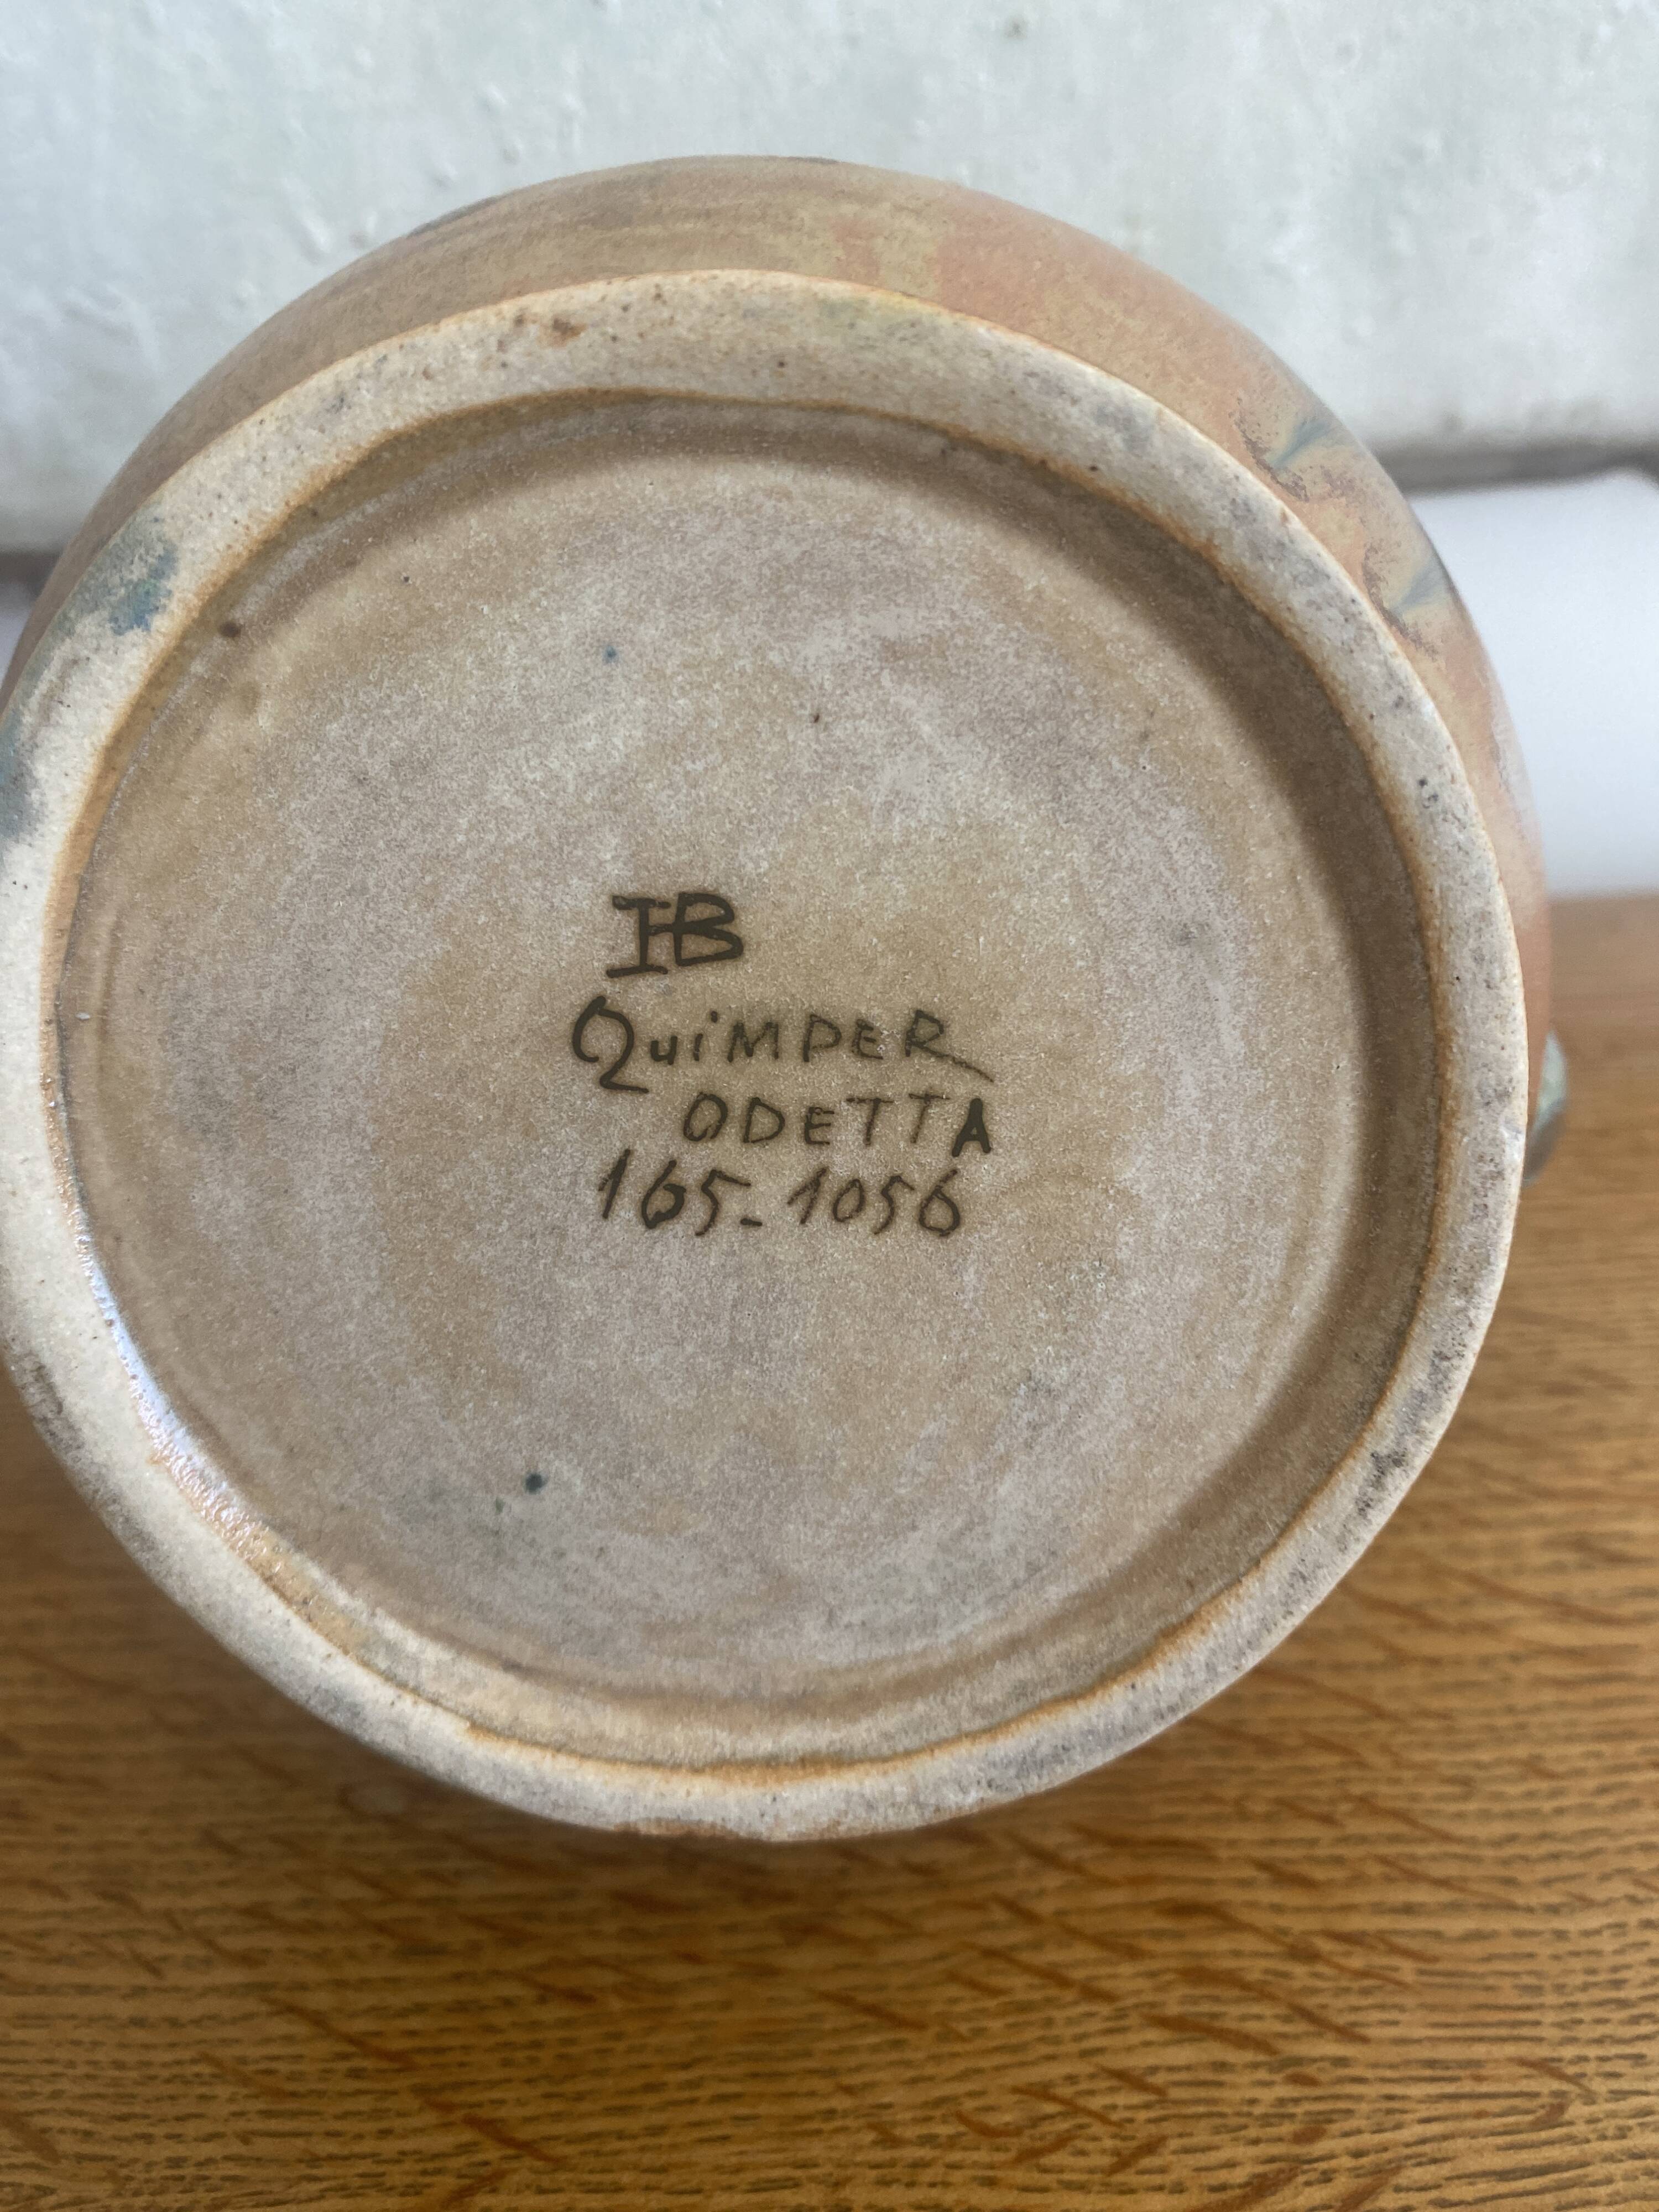 HB
QuiMPER
ODETTA
165-1056